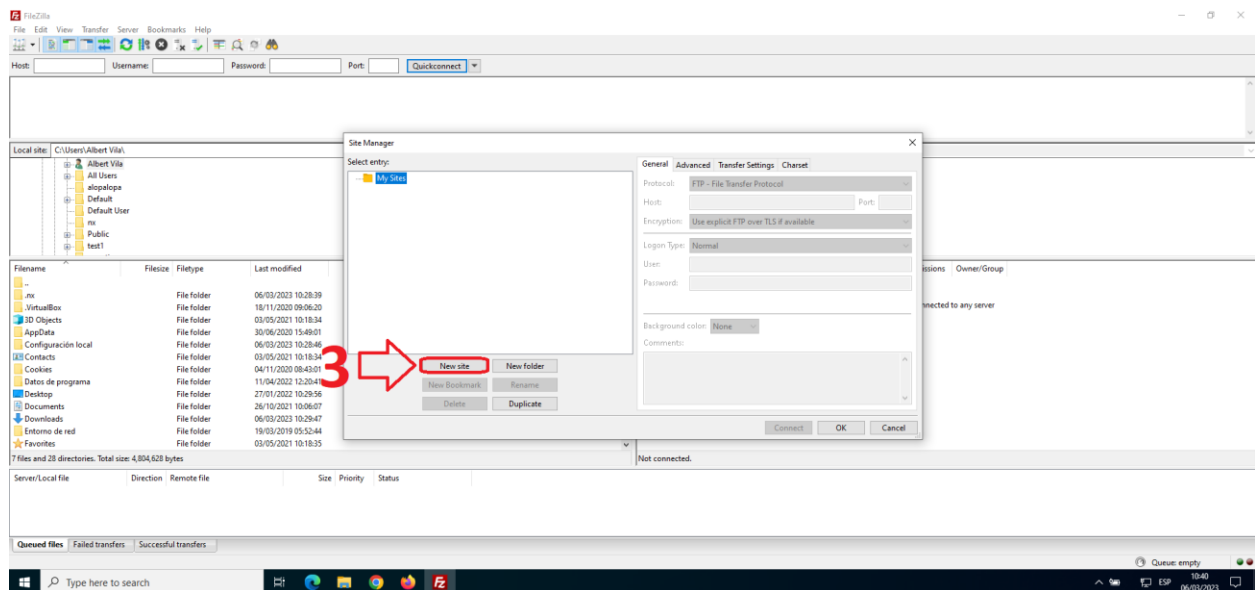 FileZilla
File Edit View Transfer Server Bookmarks Help
Host: Username: Password: Port: Quickconnect
Local site: C:\Users\Albert Vila\
Albert Vila
All Users
alopalopa
Default
Default User
nx
Public
test1
Filename Filesize Filetype Last modified
..
.nx File folder 06/03/2023 10:28:39
.VirtualBox File folder 18/11/2020 09:06:20
3D Objects File folder 03/05/2021 10:18:34
AppData File folder 30/06/2020 15:49:01
Configuración local File folder 06/03/2023 10:28:46
Contacts File folder 03/05/2021 10:18:34
Cookies File folder 04/11/2020 08:43:01
Datos de programa File folder 11/04/2022 12:20:41
Desktop File folder 27/01/2022 10:29:56
Documents File folder 26/10/2021 10:06:07
Downloads File folder 06/03/2023 10:29:47
Entorno de red File folder 19/03/2019 05:52:44
Favorites File folder 03/05/2021 10:18:35
7 files and 28 directories. Total size: 4,804,628 bytes
Site Manager
Select entry:
My Sites
3
New site New folder
New Bookmark Rename
Delete Duplicate
General Advanced Transfer Settings Charset
Protocol: FTP - File Transfer Protocol
Host: Port:
Encryption: Use explicit FTP over TLS if available
Logon Type: Normal
User:
Password:
Background color: None
Comments:
Connect OK Cancel
issions Owner/Group
nnected to any server
Not connected.
Server/Local file Direction Remote file Size Priority Status
Queued files Failed transfers Successful transfers
Queue: empty
Type here to search
ESP 10:40
06/03/2023